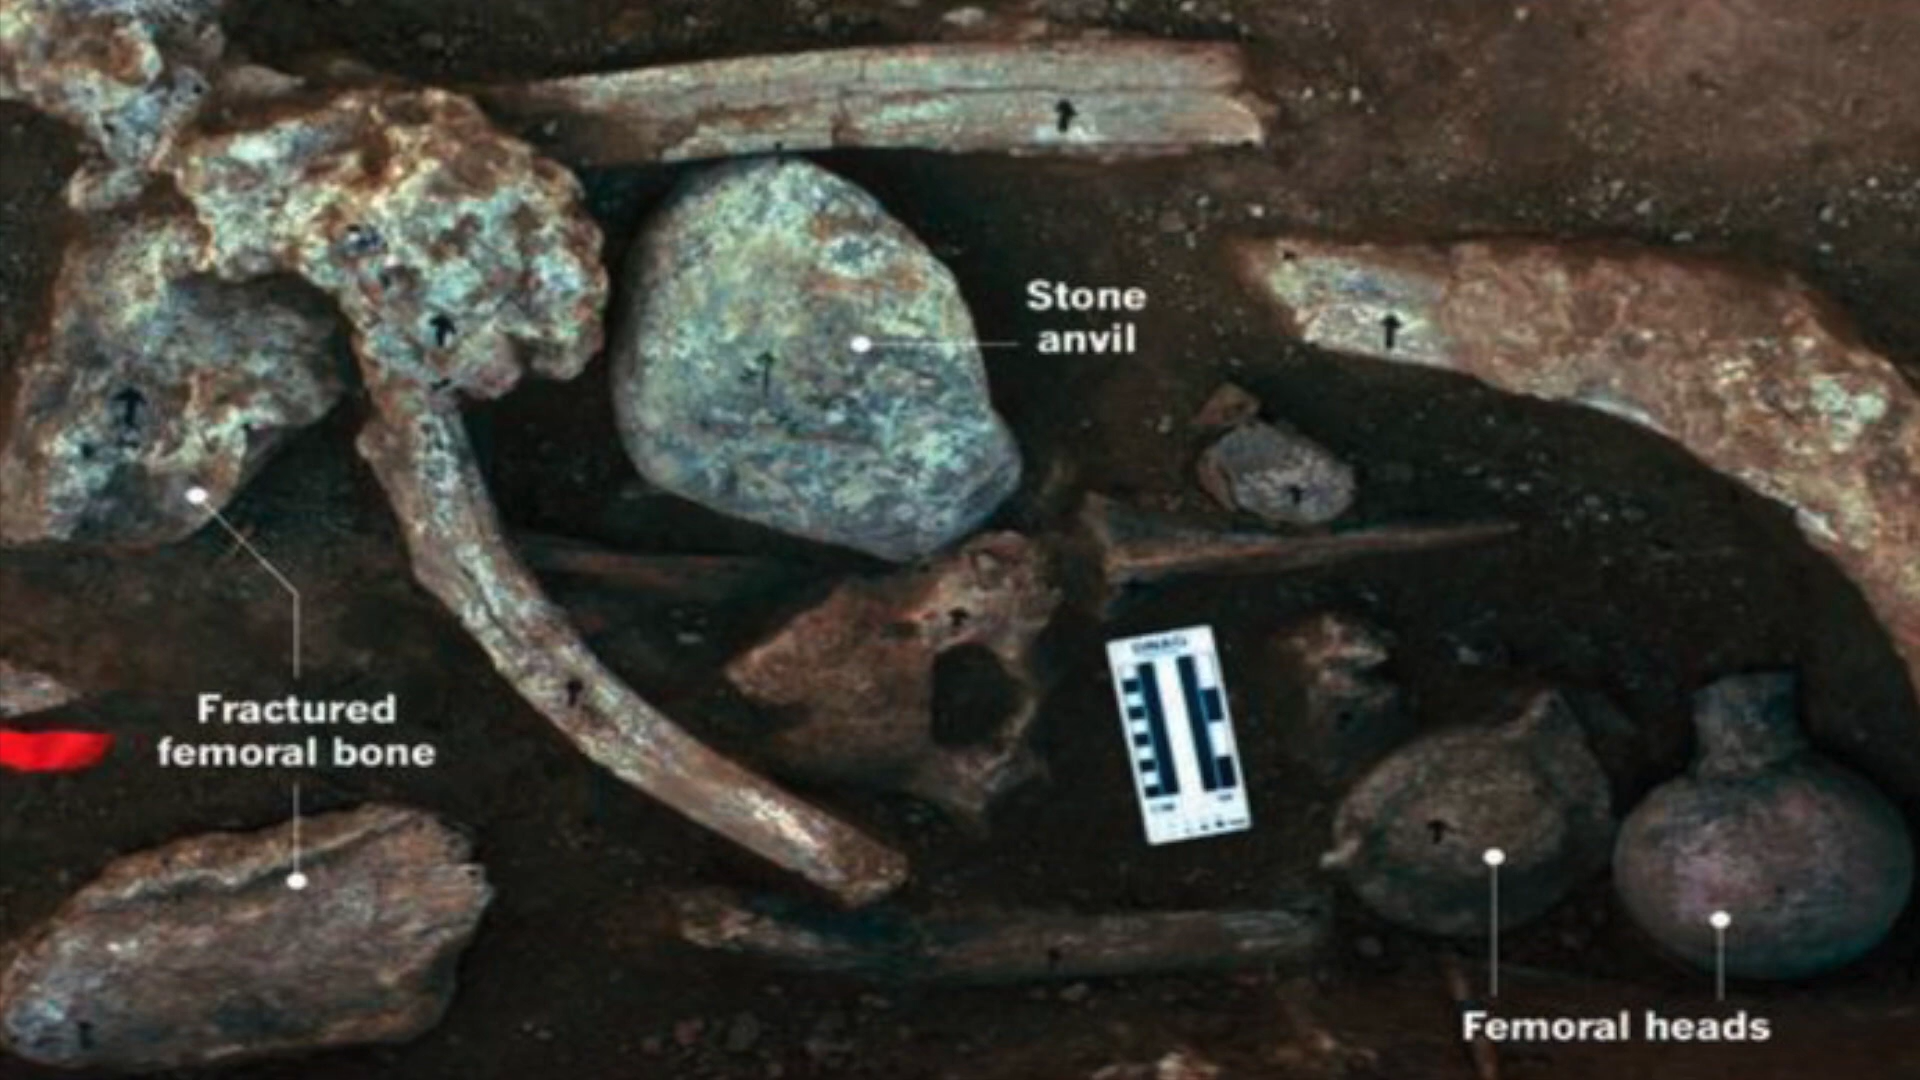 Stone
anvil
Fractured
femoral bone
Femoral heads